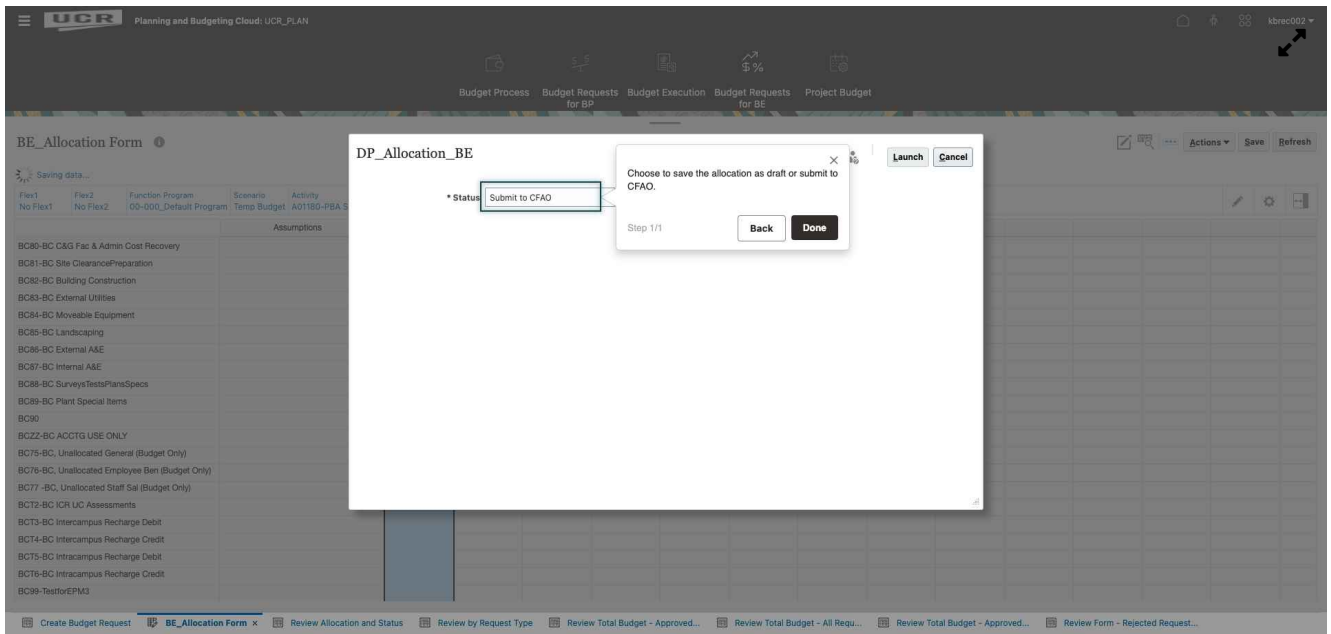 UCR Planning and Budgeting Cloud: UCR_PLAN
kbrec002
Budget Process
Budget Requests for BP
Budget Execution
Budget Requests for BE
Project Budget
BE_Allocation Form
Actions Save Refresh
Saving data...
Flex1 Flex2 Function Program Scenario Activity
No Flex1 No Flex2 00-000_Default Program Temp Budget A01180-PBA S
Assumptions
BC80-BC C&G Fac & Admin Cost Recovery
BC81-BC Site ClearancePreparation
BC82-BC Building Construction
BC83-BC External Utilities
BC84-BC Moveable Equipment
BC85-BC Landscaping
BC86-BC External A&E
BC87-BC Internal A&E
BC88-BC SurveysTestsPlansSpecs
BC89-BC Plant Special Items
BC90
BCZZ-BC ACCTG USE ONLY
BC75-BC, Unallocated General (Budget Only)
BC76-BC, Unallocated Employee Ben (Budget Only)
BC77 -BC, Unallocated Staff Sal (Budget Only)
BCT2-BC ICR UC Assessments
BCT3-BC Intercampus Recharge Debit
BCT4-BC Intercampus Recharge Credit
BCT5-BC Intracampus Recharge Debit
BCT6-BC Intracampus Recharge Credit
BC99-TestforEPM3
DP_Allocation_BE
Launch Cancel
* Status Submit to CFAO
Choose to save the allocation as draft or submit to
CFAO.
Step 1/1 Back Done
Create Budget Request BE_Allocation Form × Review Allocation and Status Review by Request Type Review Total Budget - Approved... Review Total Budget - All Requ... Review Total Budget - Approved... Review Form - Rejected Request...